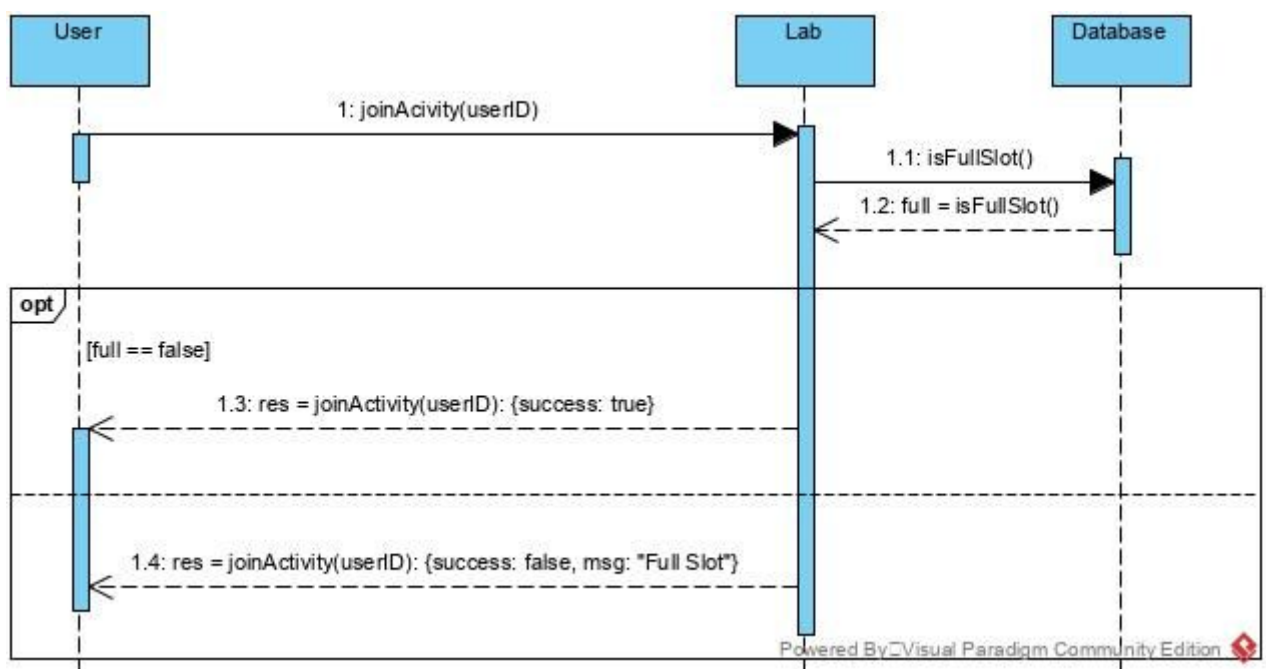 User
Lab
Database
1: joinAcivity(userID)
1.1: isFullSlot()
1.2: full = isFullSlot()
opt
[full == false]
1.3: res = joinActivity(userID): {success: true}
1.4: res = joinActivity(userID): {success: false, msg: "Full Slot"}
Powered By Visual Paradigm Community Edition